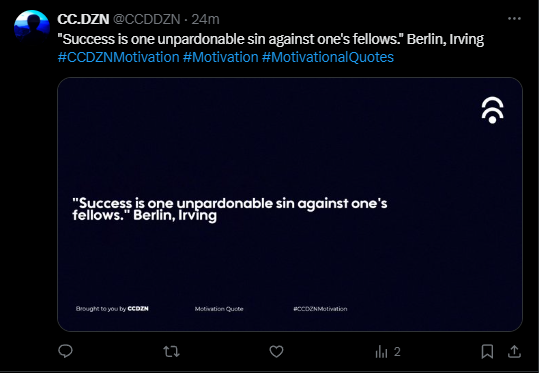 CC.DZN @CCDDZN · 24m
"Success is one unpardonable sin against one's fellows." Berlin, Irving
#CCDZNMotivation #Motivation #MotivationalQuotes
"Success is one unpardonable sin against one's
fellows." Berlin, Irving
Brought to you by CCDZN Motivation Quote #CCDZNMotivation
2